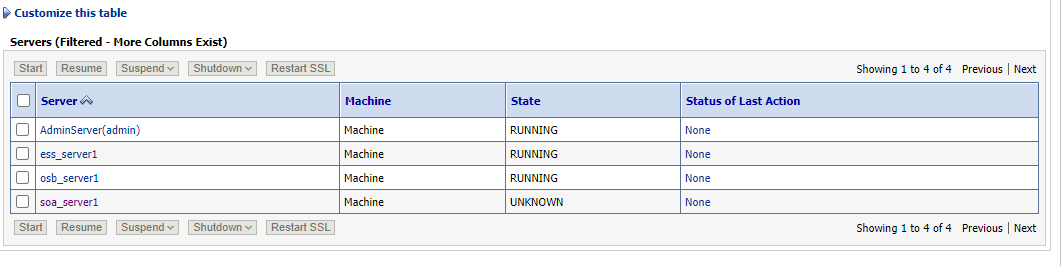 Customize this table
Servers (Filtered - More Columns Exist)
Start Resume Suspend Shutdown Restart SSL Showing 1 to 4 of 4 Previous | Next
Server Machine State Status of Last Action
AdminServer(admin) Machine RUNNING None
ess_server1 Machine RUNNING None
osb_server1 Machine RUNNING None
soa_server1 Machine UNKNOWN None
Start Resume Suspend Shutdown Restart SSL Showing 1 to 4 of 4 Previous | Next